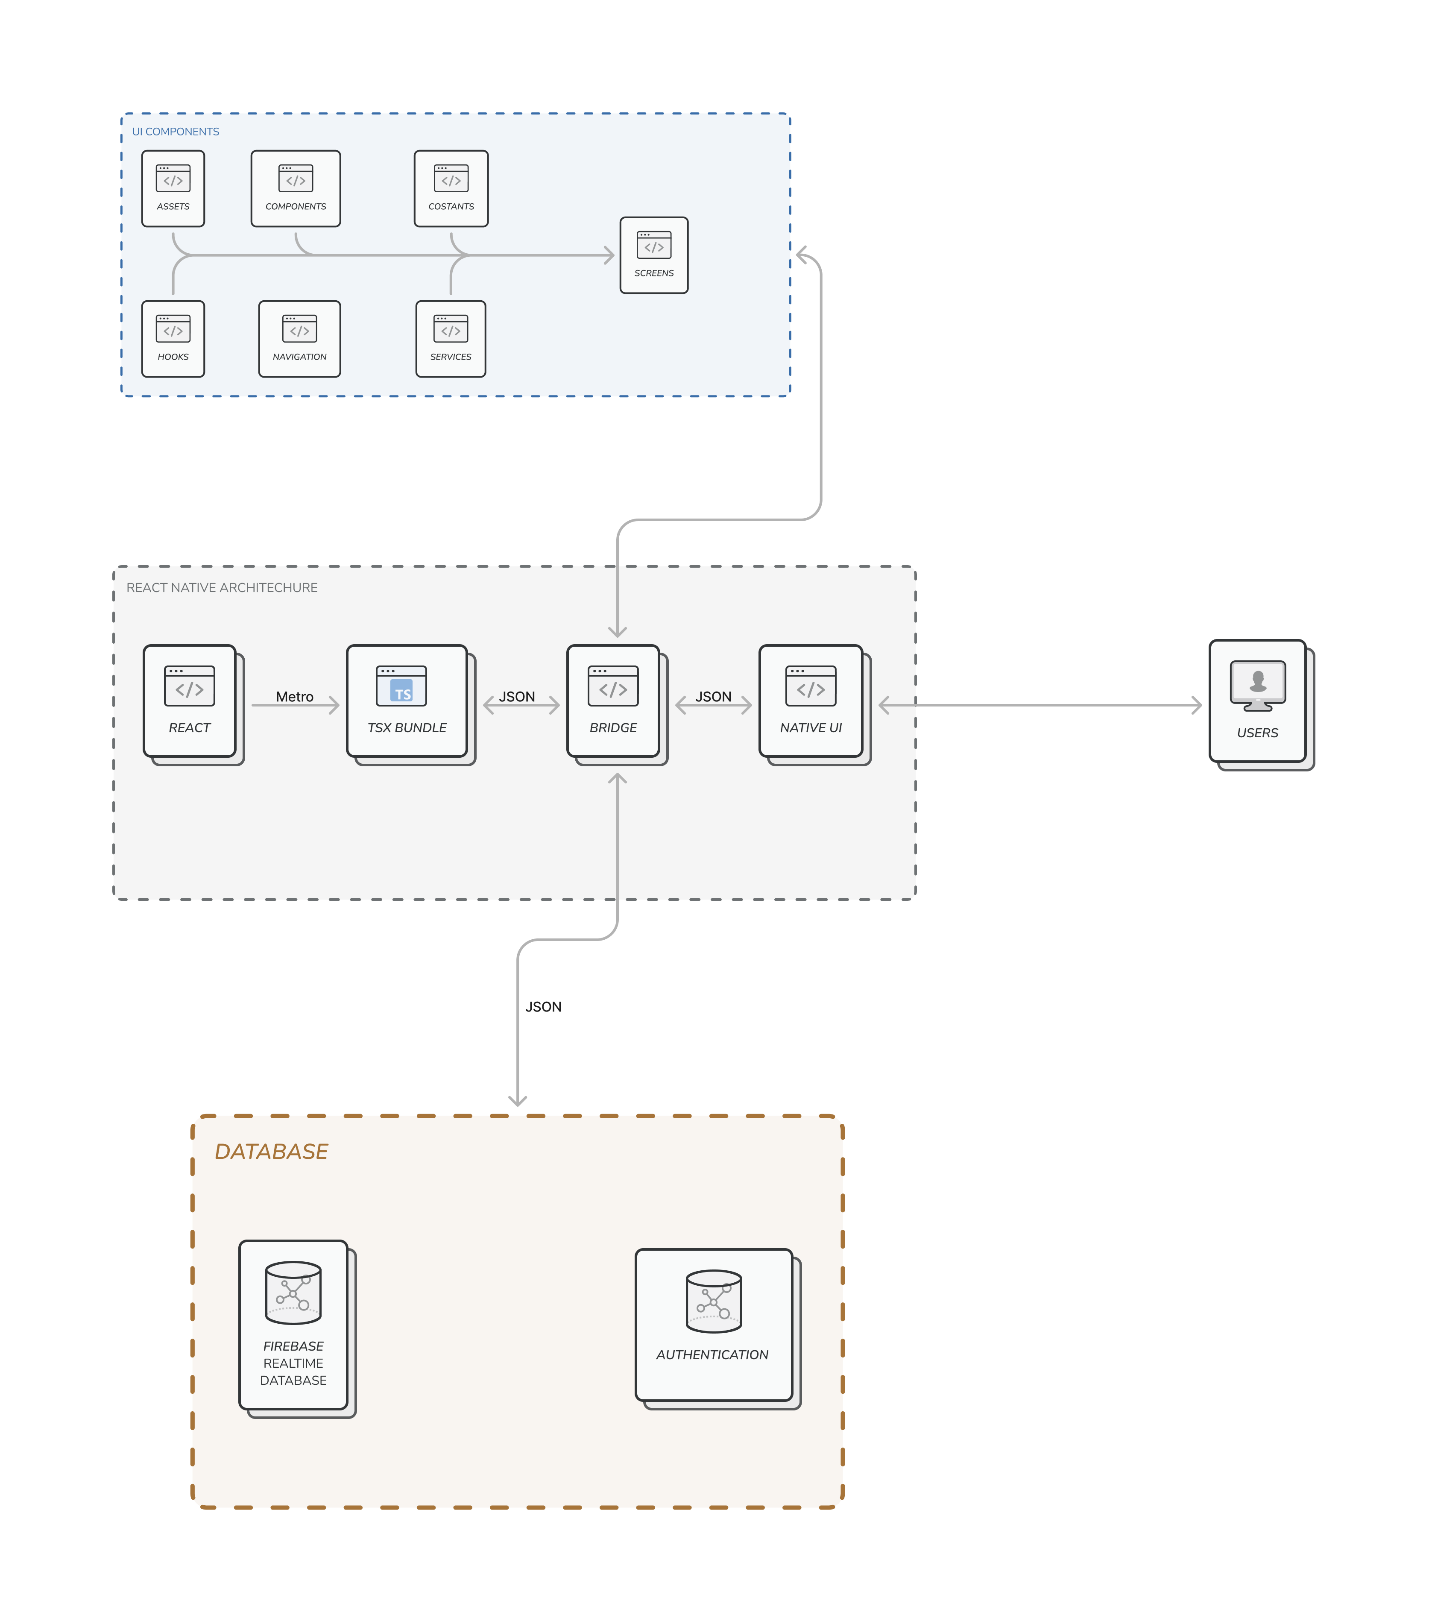 UI COMPONENTS
ASSETS
COMPONENTS
COSTANTS
SCREENS
HOOKS
NAVIGATION
SERVICES
REACT NATIVE ARCHITECHURE
REACT
Metro
TS
TSX BUNDLE
JSON
BRIDGE
JSON
NATIVE UI
USERS
JSON
DATABASE
FIREBASE
REALTIME
DATABASE
AUTHENTICATION